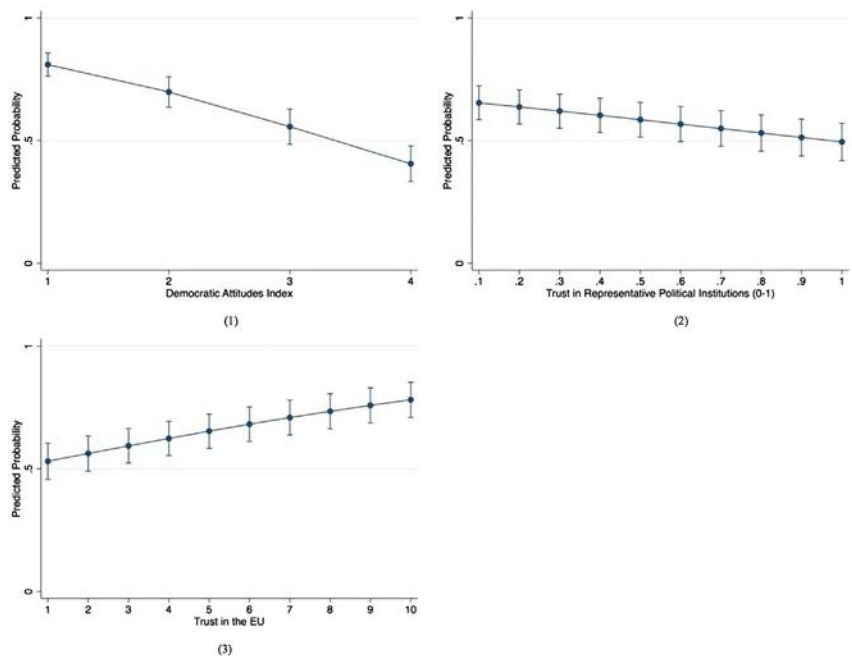 1
.5
0
Predicted Probability
1 2 3 4
Democratic Attitudes Index
(1)
1
.5
0
Predicted Probability
.1 .2 .3 .4 .5 .6 .7 .8 .9 1
Trust in Representative Political Institutions (0-1)
(2)
1
.5
0
Predicted Probability
1 2 3 4 5 6 7 8 9 10
Trust in the EU
(3)